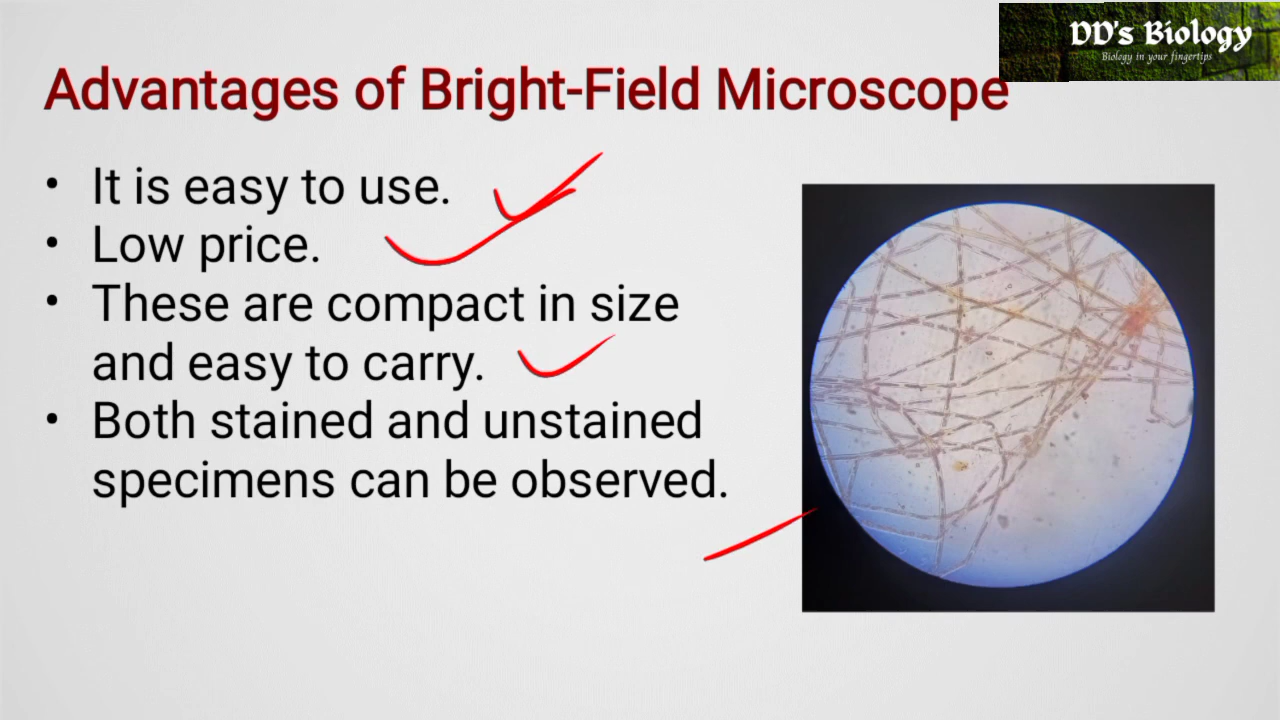 DD's Biology
Biology in your fingertips
Advantages of Bright-Field Microscope
• It is easy to use.
• Low price.
• These are compact in size
and easy to carry.
• Both stained and unstained
specimens can be observed.